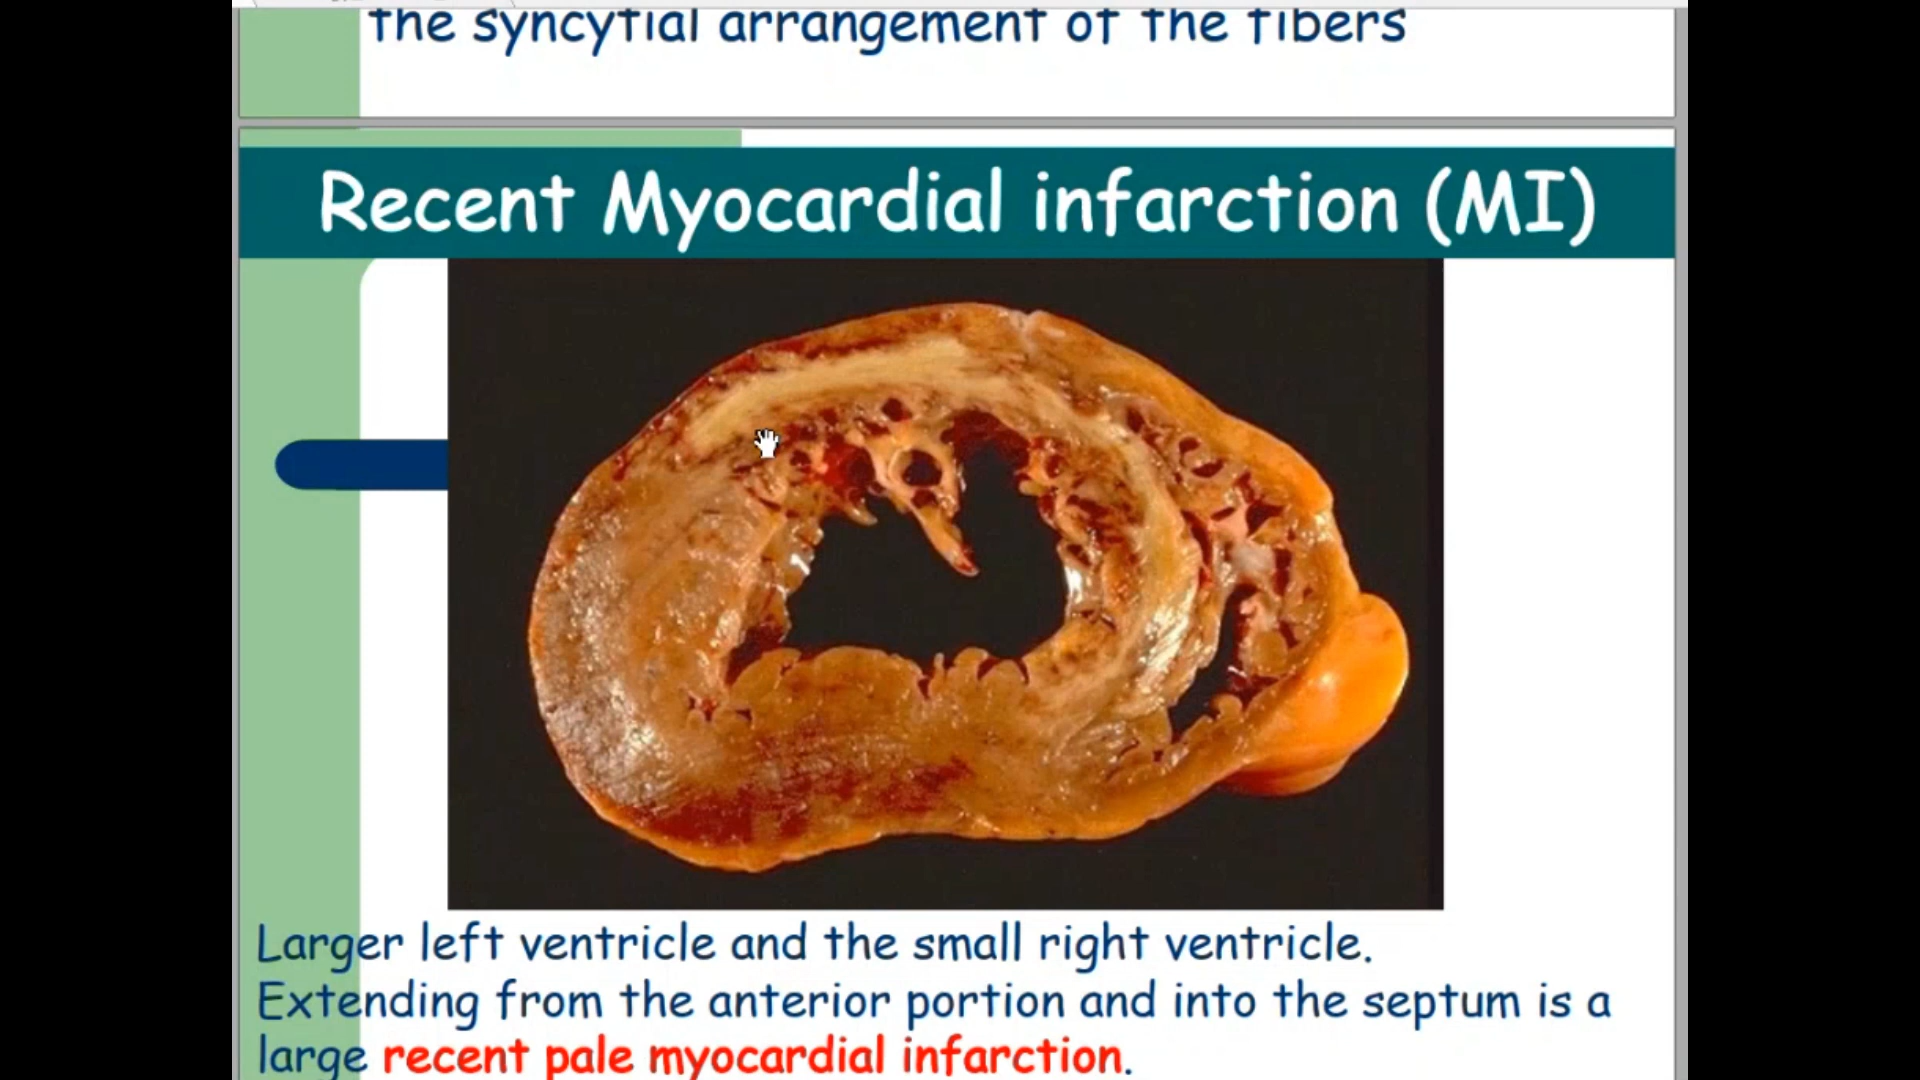 the syncytial arrangement of the fibers
Recent Myocardial infarction (MI)
Larger left ventricle and the small right ventricle.
Extending from the anterior portion and into the septum is a
large recent pale myocardial infarction.